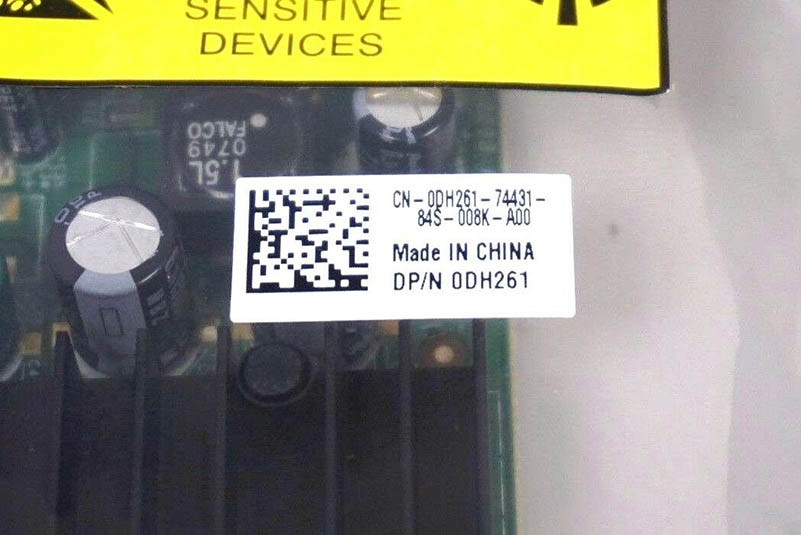 SENSITIVE
DEVICES
1.5L
0749
FALCO
CN-0DH261-74431-
84S-008K-A00
Made IN CHINA
DP/N 0DH261